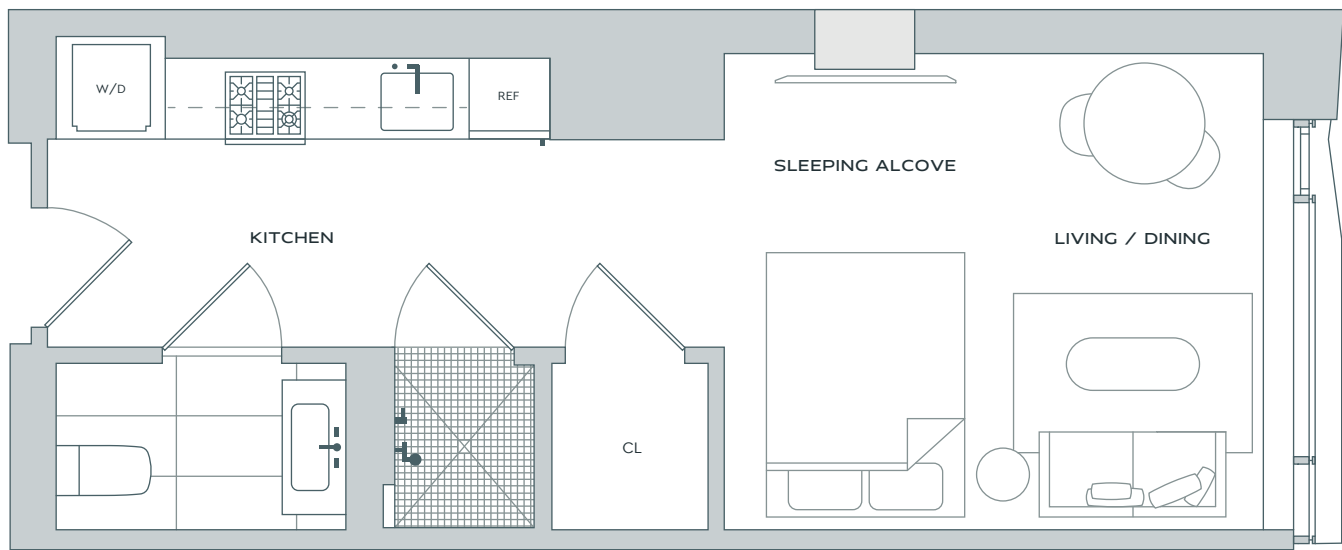 W/D
REF
SLEEPING ALCOVE
KITCHEN
LIVING / DINING
CL